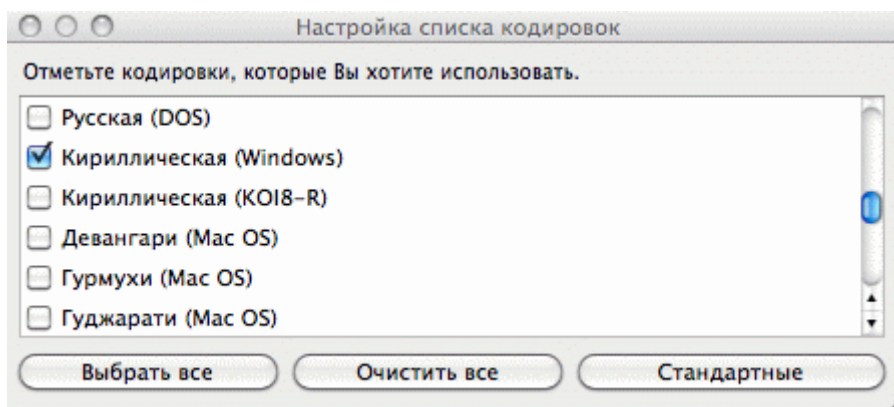 Настройка списка кодировок
Отметьте кодировки, которые Вы хотите использовать.
Русская (DOS)
Кириллическая (Windows)
Кириллическая (KOI8-R)
Девангари (Mac OS)
Гурмухи (Mac OS)
Гуджарати (Mac OS)
Выбрать все Очистить все Стандартные